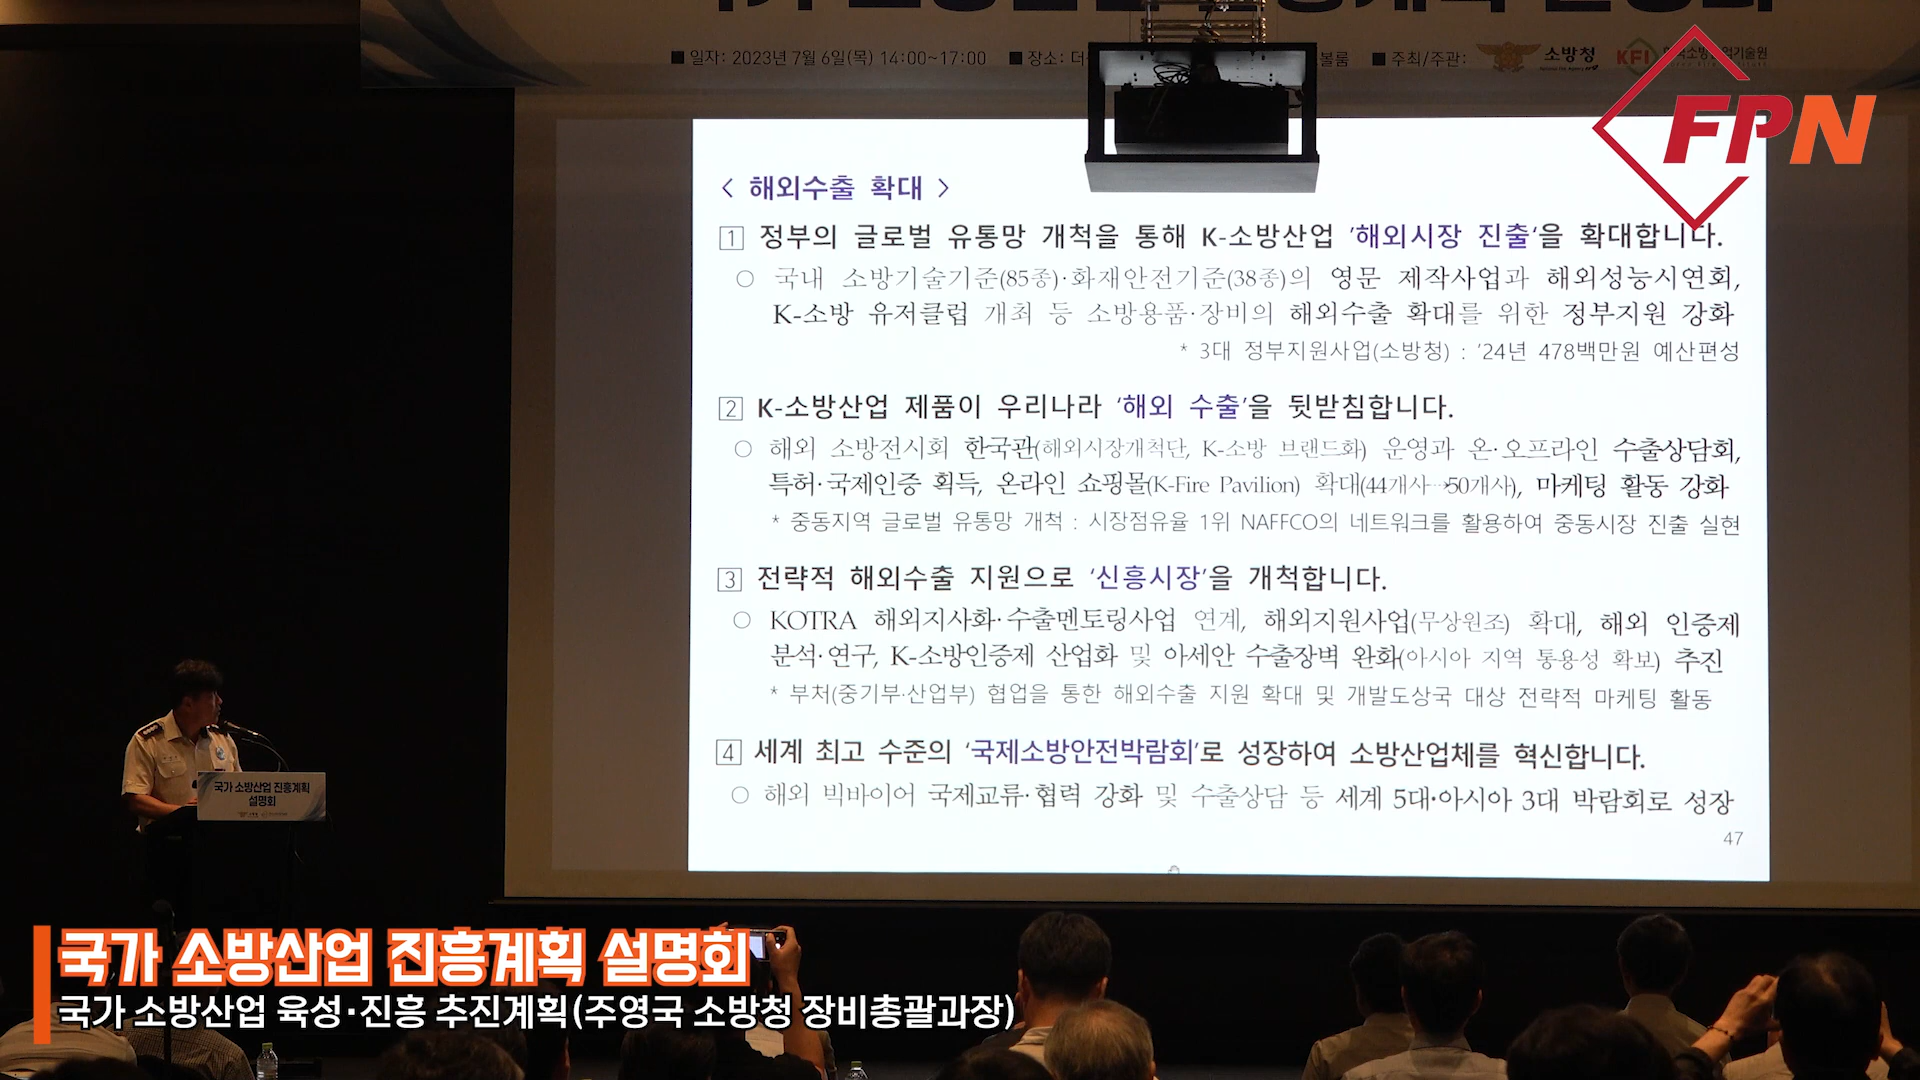 ■ 일자: 2023년 7월 6일(목) 14:00~17:00 ■ 장소: 더 볼룸 ■ 주최/주관: 소방청 KFI
FPN
< 해외수출 확대 >
1 정부의 글로벌 유통망 개척을 통해 K-소방산업 '해외시장 진출'을 확대합니다.
○ 국내 소방기술기준(85종)·화재안전기준(38종)의 영문 제작사업과 해외성능시연회,
K-소방 유저클럽 개최 등 소방용품·장비의 해외수출 확대를 위한 정부지원 강화
* 3대 정부지원사업(소방청) : '24년 478백만원 예산편성
2 K-소방산업 제품이 우리나라 '해외 수출'을 뒷받침합니다.
○ 해외 소방전시회 한국관(해외시장개척단, K-소방 브랜드화) 운영과 온·오프라인 수출상담회,
특허·국제인증 획득, 온라인 쇼핑몰(K-Fire Pavilion) 확대(44개사→50개사), 마케팅 활동 강화
* 중동지역 글로벌 유통망 개척 : 시장점유율 1위 NAFFCO의 네트워크를 활용하여 중동시장 진출 실현
3 전략적 해외수출 지원으로 '신흥시장'을 개척합니다.
○ KOTRA 해외지사화·수출멘토링사업 연계, 해외지원사업(무상원조) 확대, 해외 인증제
분석·연구, K-소방인증제 산업화 및 아세안 수출장벽 완화(아시아 지역 통용성 확보) 추진
* 부처(중기부·산업부) 협업을 통한 해외수출 지원 확대 및 개발도상국 대상 전략적 마케팅 활동
4 세계 최고 수준의 '국제소방안전박람회'로 성장하여 소방산업체를 혁신합니다.
○ 해외 빅바이어 국제교류·협력 강화 및 수출상담 등 세계 5대·아시아 3대 박람회로 성장
47
국가 소방산업 진흥계획
설명회
국가 소방산업 진흥계획 설명회
국가 소방산업 육성·진흥 추진계획(주영국 소방청 장비총괄과장)